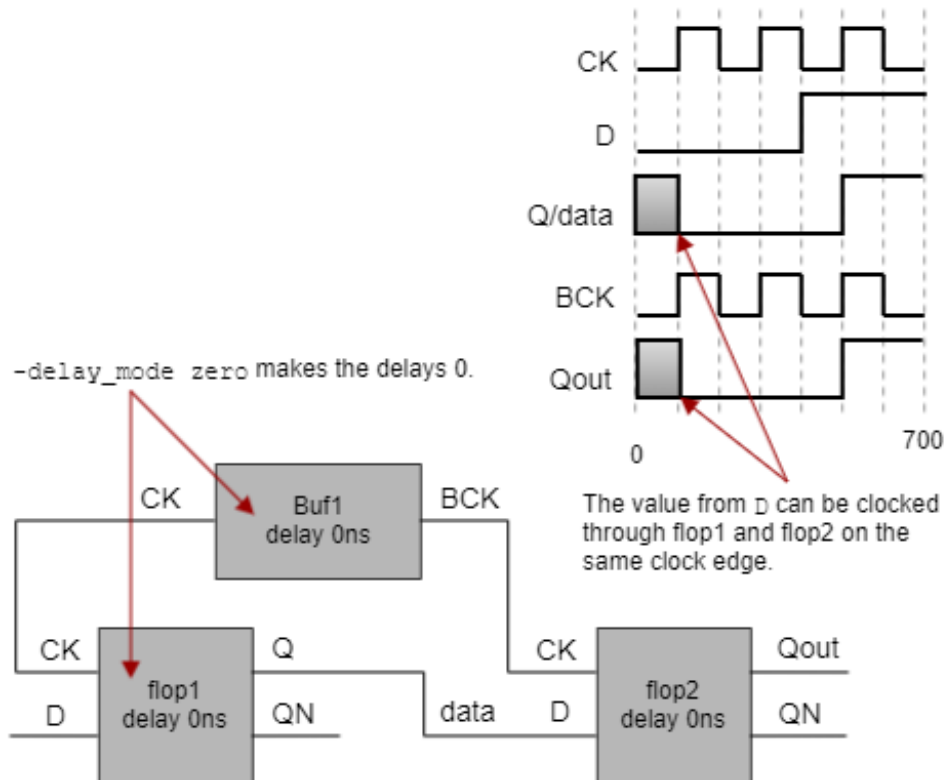 CK
D
Q/data
BCK
Qout
0
700
The value from D can be clocked
through flop1 and flop2 on the
same clock edge.
-delay_mode zero makes the delays 0.
CK
Buf1
delay 0ns
BCK
CK
D
flop1
delay 0ns
Q
QN
data
CK
D
flop2
delay 0ns
Qout
QN